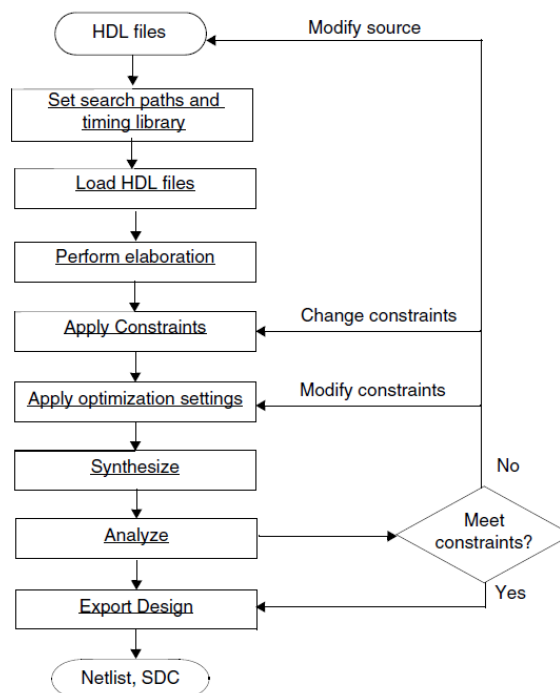 HDL files
Modify source
Set search paths and
timing library
Load HDL files
Perform elaboration
Apply Constraints
Change constraints
Apply optimization settings
Modify constraints
Synthesize
No
Analyze
Meet
constraints?
Yes
Export Design
Netlist, SDC